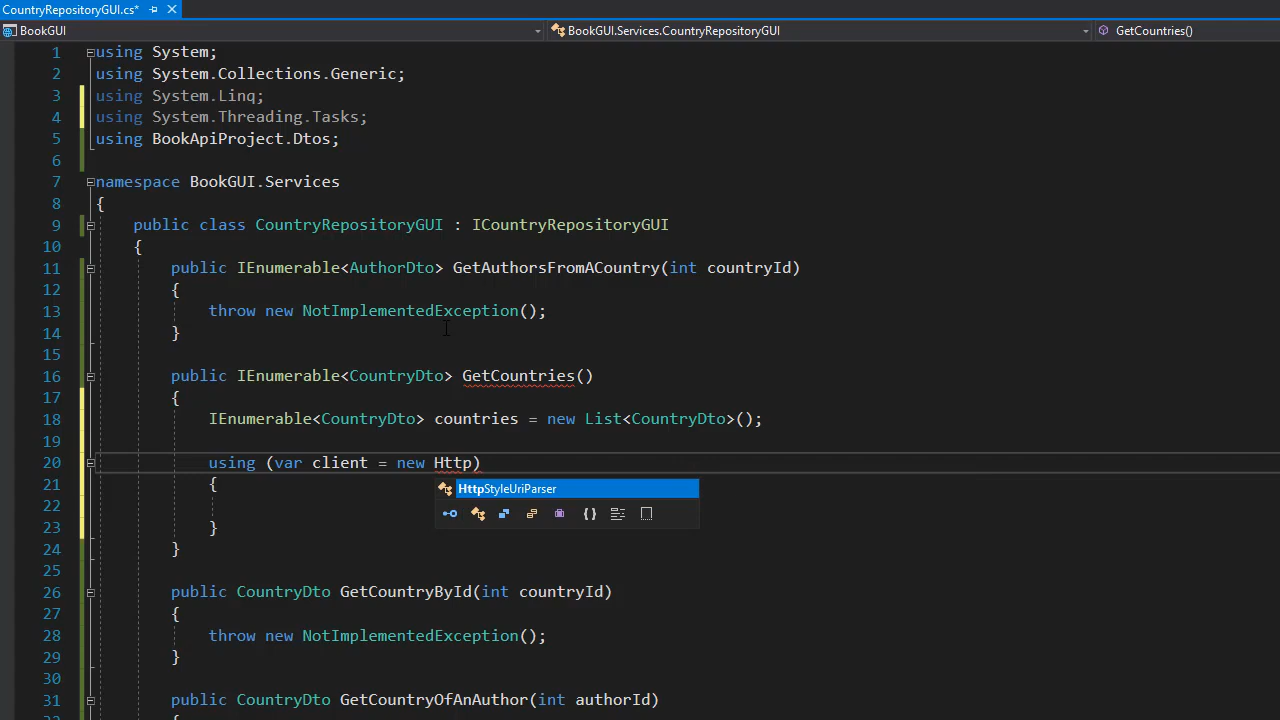 CountryRepositoryGUI.cs*
BookGUI BookGUI.Services.CountryRepositoryGUI GetCountries()
1 using System;
2 using System.Collections.Generic;
3 using System.Linq;
4 using System.Threading.Tasks;
5 using BookApiProject.Dtos;
6
7 namespace BookGUI.Services
8 {
9 public class CountryRepositoryGUI : ICountryRepositoryGUI
10 {
11 public IEnumerable<AuthorDto> GetAuthorsFromACountry(int countryId)
12 {
13 throw new NotImplementedException();
14 }
15
16 public IEnumerable<CountryDto> GetCountries()
17 {
18 IEnumerable<CountryDto> countries = new List<CountryDto>();
19
20 using (var client = new Http)
21 {
HttpStyleUriParser
22
23 }
24 }
25
26 public CountryDto GetCountryById(int countryId)
27 {
28 throw new NotImplementedException();
29 }
30
31 public CountryDto GetCountryOfAnAuthor(int authorId)